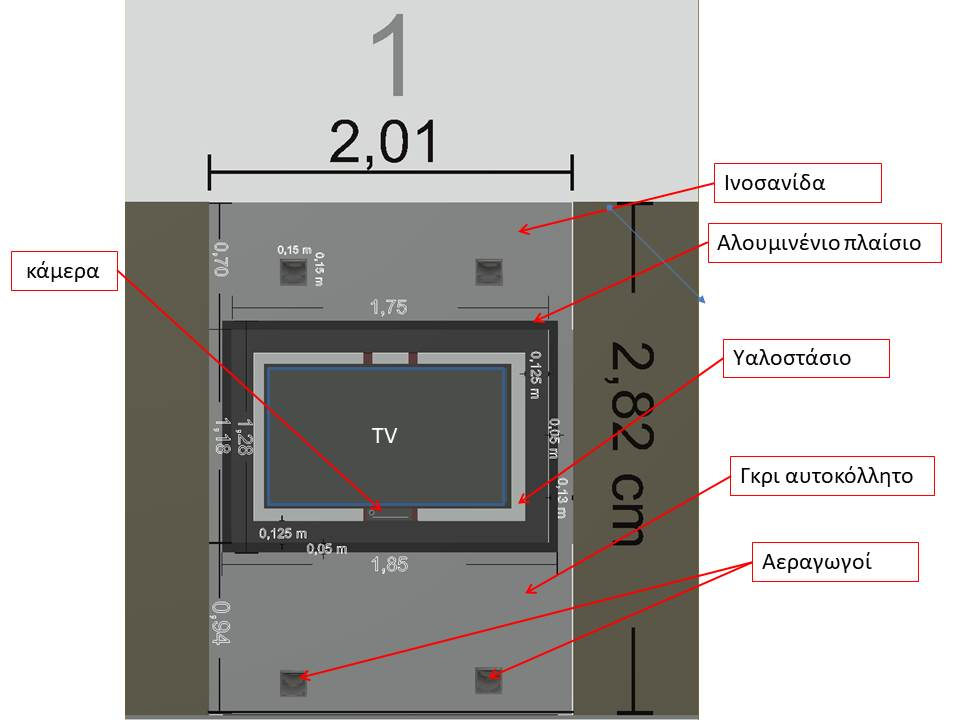 1
2,01
Ινοσανίδα
Αλουμινένιο πλαίσιο
κάμερα
0,70
0,15 m
0,15 m
1,75
Υαλοστάσιο
0,125 m
2,82 cm
TV
1,18
1,28
0,05 m
0,13 m
Γκρι αυτοκόλλητο
0,125 m
0,05 m
1,85
Αεραγωγοί
0,94